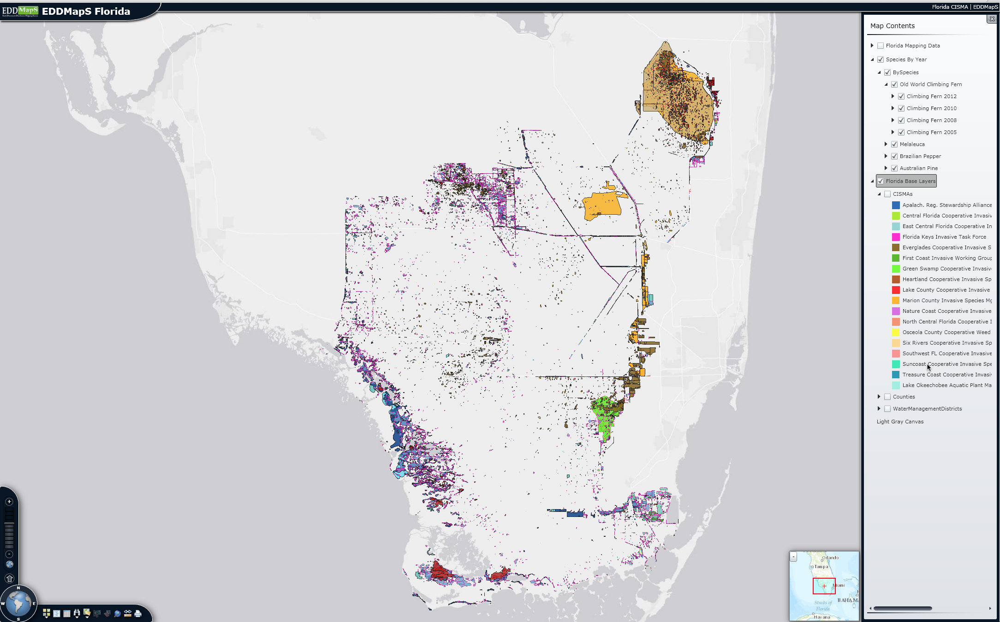 EDDMapS
EDDMapS Florida
Florida CISMA | EDDMapS
Map Contents
Florida Mapping Data
Species By Year
BySpecies
Old World Climbing Fern
Climbing Fern 2012
Climbing Fern 2010
Climbing Fern 2008
Climbing Fern 2005
Melaleuca
Brazilian Pepper
Australian Pine
Florida Base Layers
CISMAs
Apalach. Reg. Stewardship Alliance
Central Florida Cooperative Invasiv
East Central Florida Cooperative In
Florida Keys Invasive Task Force
Everglades Cooperative Invasive S
First Coast Invasive Working Group
Green Swamp Cooperative Invasiv
Heartland Cooperative Invasive Sp
Lake County Cooperative Invasive
Marion County Invasive Species Mg
Nature Coast Cooperative Invasive
North Central Florida Cooperative I
Osceola County Cooperative Weed
Six Rivers Cooperative Invasive Sp
Southwest FL Cooperative Invasive
Suncoast Cooperative Invasive Spe
Treasure Coast Cooperative Invasiv
Lake Okeechobee Aquatic Plant Ma
Counties
WaterManagementDistricts
Light Gray Canvas
Orlando
Tampa
Miami
BAHAMA
Straits of
Florida
Havana
N
W E
S